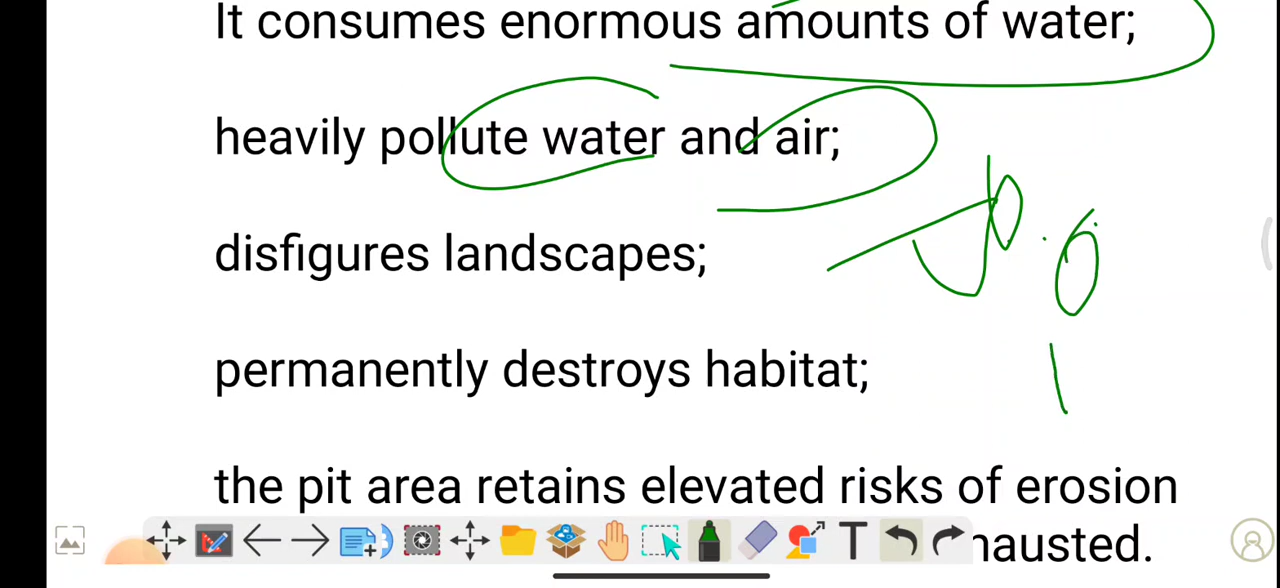 It consumes enormous amounts of water;
heavily pollute water and air;
disfigures landscapes;
permanently destroys habitat;
the pit area retains elevated risks of erosion
hausted.